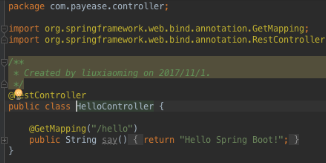 package com.payease.controller;
import org.springframework.web.bind.annotation.GetMapping;
import org.springframework.web.bind.annotation.RestController
/**
* Created by liuxiaoming on 2017/11/1.
*/
@RestController
public class HelloController {
@GetMapping("/hello")
public String say() { return "Hello Spring Boot!"; }
}